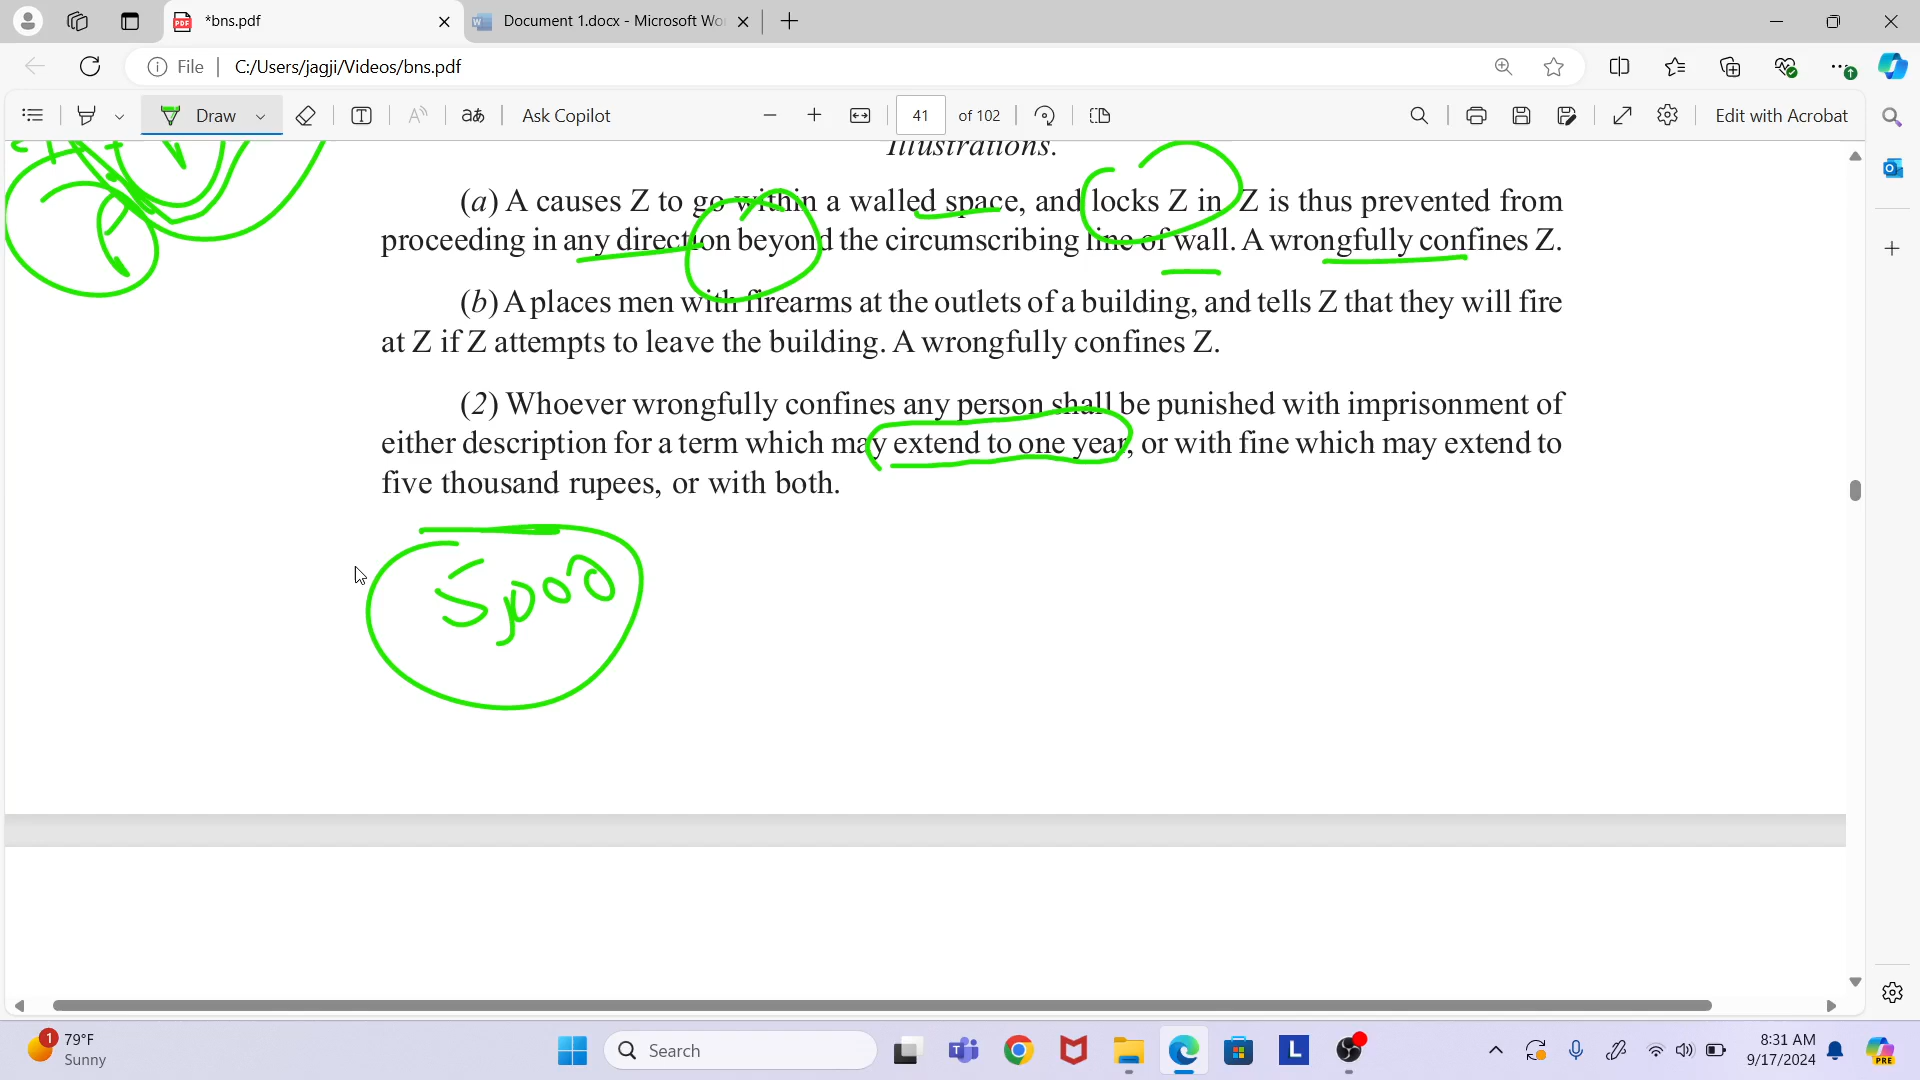 *bns.pdf
Document 1.docx - Microsoft Wo
File
C:/Users/jagji/Videos/bns.pdf
Draw
aあ
Ask Copilot
41 of 102
Edit with Acrobat
Illustrations.
(a) A causes Z to go within a walled space, and locks Z in Z is thus prevented from
proceeding in any direction beyond the circumscribing line of wall. A wrongfully confines Z.
(b) A places men with firearms at the outlets of a building, and tells Z that they will fire
at Z if Z attempts to leave the building. A wrongfully confines Z.
(2) Whoever wrongfully confines any person shall be punished with imprisonment of
either description for a term which may extend to one year, or with fine which may extend to
five thousand rupees, or with both.
5,000
1
79°F
Sunny
Search
L
8:31 AM
9/17/2024
PRE